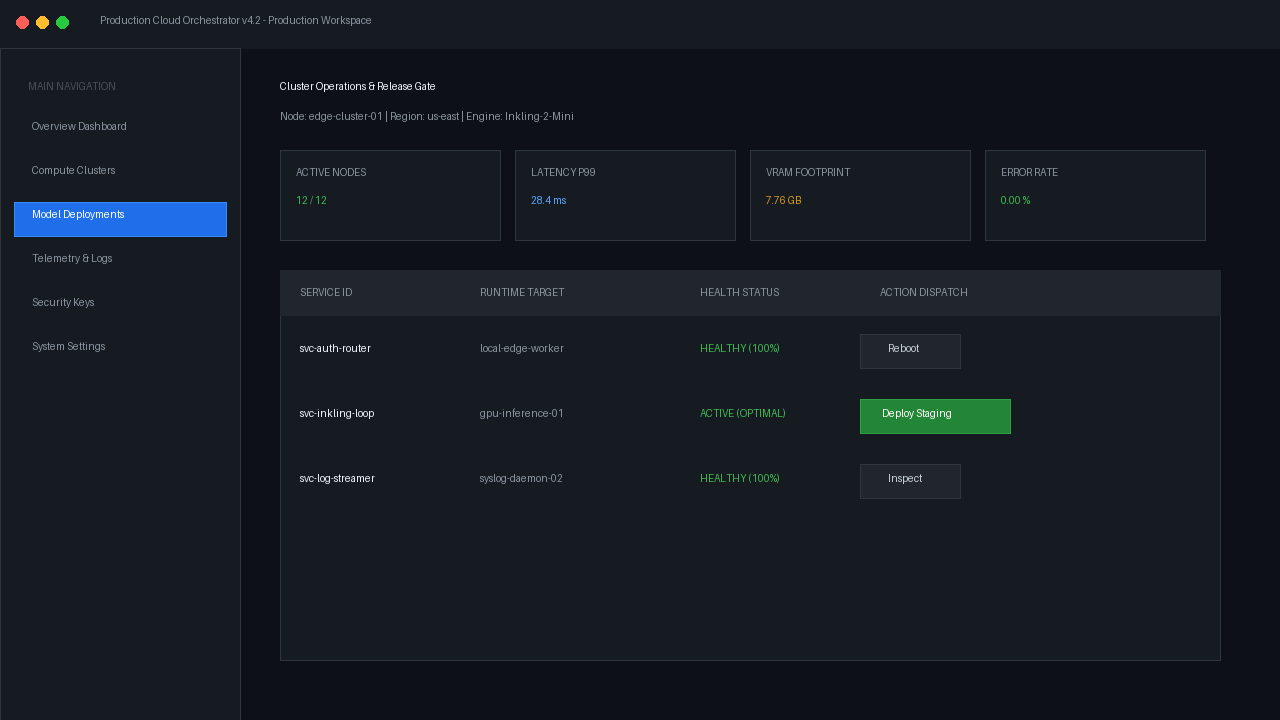 Production Cloud Orchestrator v4.2 - Production Workspace
MAIN NAVIGATION
Overview Dashboard
Compute Clusters
Model Deployments
Telemetry & Logs
Security Keys
System Settings
Cluster Operations & Release Gate
Node: edge-cluster-01 | Region: us-east | Engine: Inkling-2-Mini
ACTIVE NODES
12 / 12
LATENCY P99
28.4 ms
VRAM FOOTPRINT
7.76 GB
ERROR RATE
0.00 %
SERVICE ID RUNTIME TARGET HEALTH STATUS ACTION DISPATCH
svc-auth-router local-edge-worker HEALTHY (100%) Reboot
svc-inkling-loop gpu-inference-01 ACTIVE (OPTIMAL) Deploy Staging
svc-log-streamer syslog-daemon-02 HEALTHY (100%) Inspect